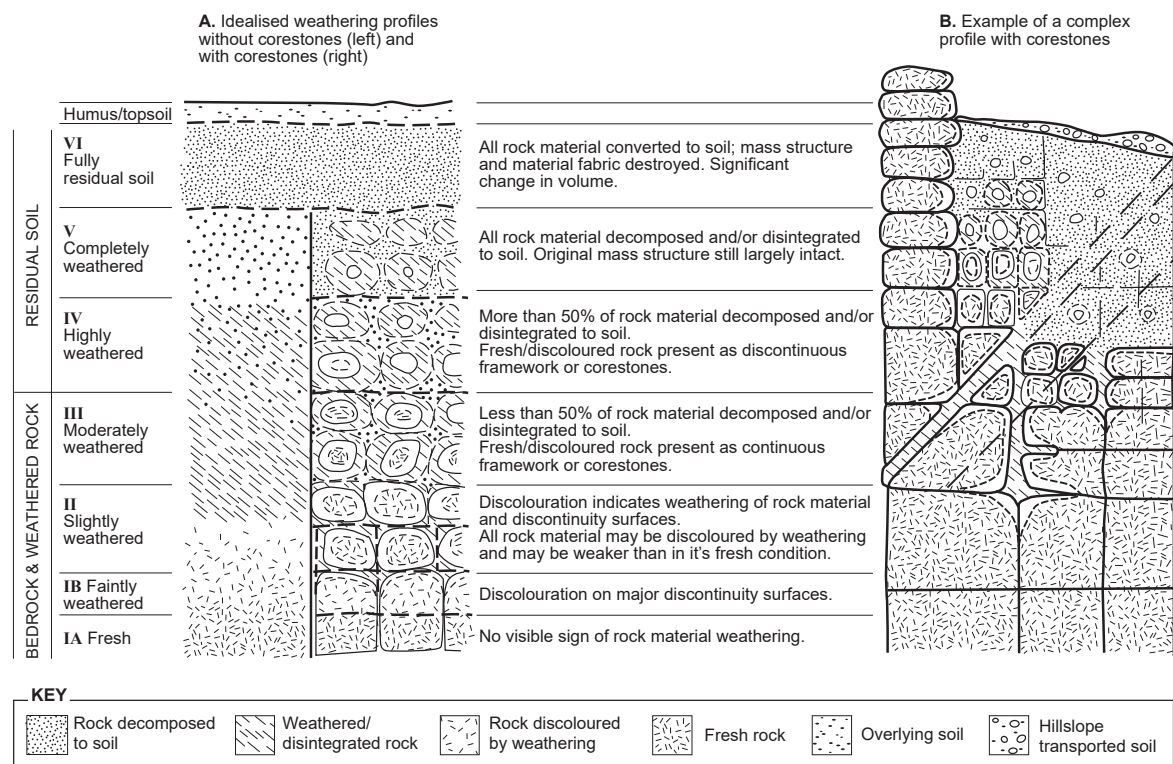 A. Idealised weathering profiles
without corestones (left) and
with corestones (right)
B. Example of a complex
profile with corestones
Humus/topsoil
RESIDUAL SOIL
VI
Fully
residual soil
All rock material converted to soil; mass structure
and material fabric destroyed. Significant
change in volume.
V
Completely
weathered
All rock material decomposed and/or disintegrated
to soil. Original mass structure still largely intact.
IV
Highly
weathered
More than 50% of rock material decomposed and/or
disintegrated to soil.
Fresh/discoloured rock present as discontinuous
framework or corestones.
BEDROCK & WEATHERED ROCK
III
Moderately
weathered
Less than 50% of rock material decomposed and/or
disintegrated to soil.
Fresh/discoloured rock present as continuous
framework or corestones.
II
Slightly
weathered
Discolouration indicates weathering of rock material
and discontinuity surfaces.
All rock material may be discoloured by weathering
and may be weaker than in it's fresh condition.
IB Faintly
weathered
Discolouration on major discontinuity surfaces.
IA Fresh
No visible sign of rock material weathering.
KEY
Rock decomposed
to soil
Weathered/
disintegrated rock
Rock discoloured
by weathering
Fresh rock
Overlying soil
Hillslope
transported soil